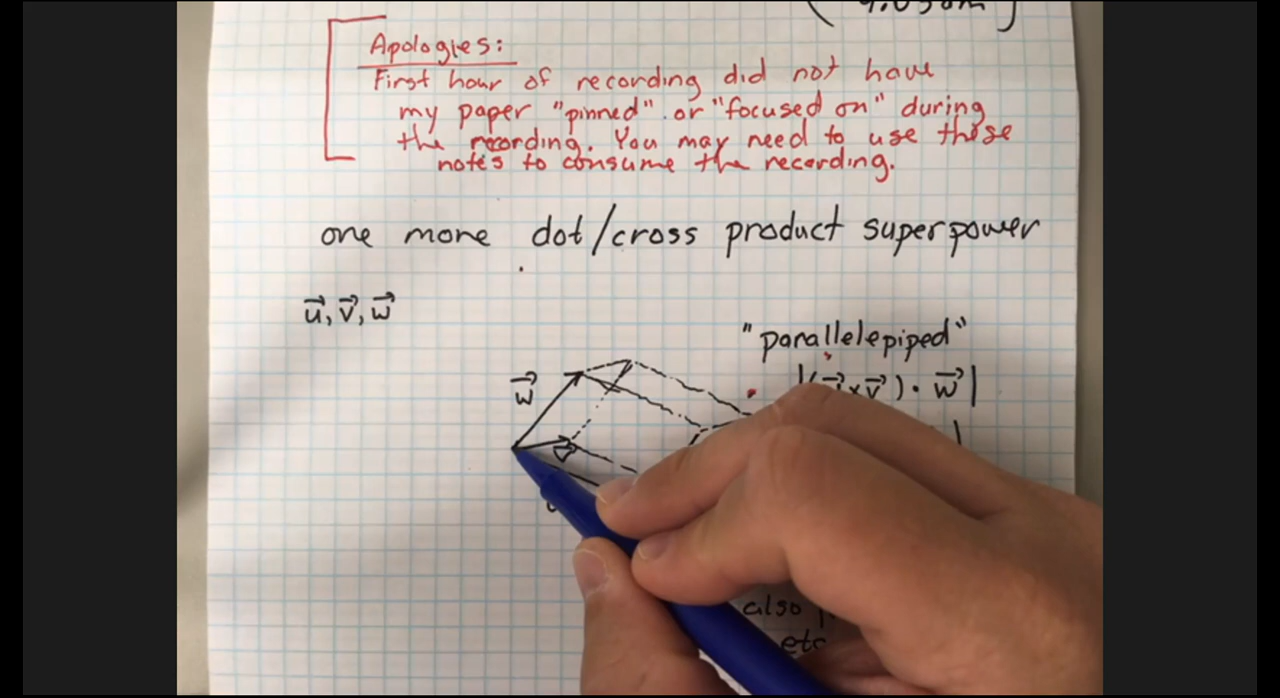 Apologies:
First hour of recording did not have
my paper "pinned" or "focused on" during
the recording. You may need to use these
notes to consume the recording.
one more dot/cross product superpower
u⃗, v⃗, w⃗
"parallelepiped"
×v⃗)·w⃗|
w⃗
also
etc